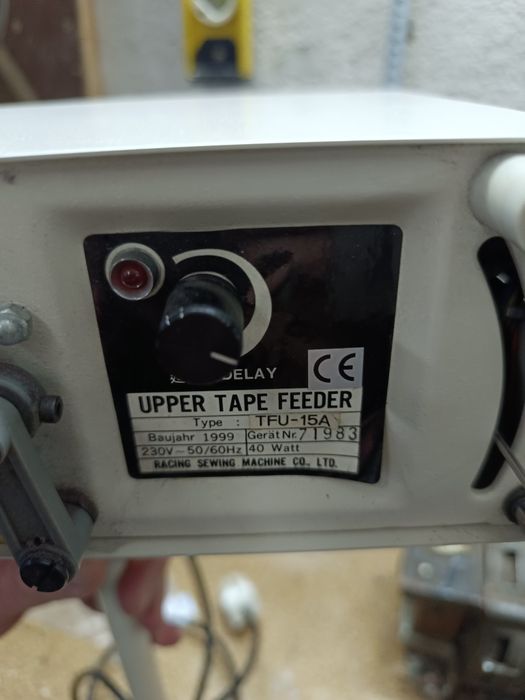 DELAY
CE
UPPER TAPE FEEDER
Type : TFU-15A
Baujahr 1999 Gerät Nr. 71983
230V~50/60Hz 40 Watt
RACING SEWING MACHINE CO., LTD.